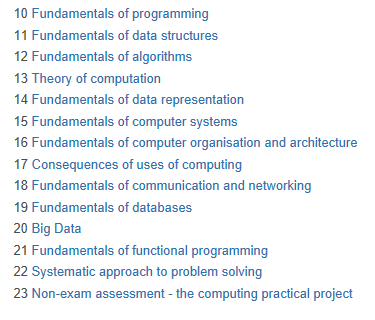 10 Fundamentals of programming
11 Fundamentals of data structures
12 Fundamentals of algorithms
13 Theory of computation
14 Fundamentals of data representation
15 Fundamentals of computer systems
16 Fundamentals of computer organisation and architecture
17 Consequences of uses of computing
18 Fundamentals of communication and networking
19 Fundamentals of databases
20 Big Data
21 Fundamentals of functional programming
22 Systematic approach to problem solving
23 Non-exam assessment - the computing practical project